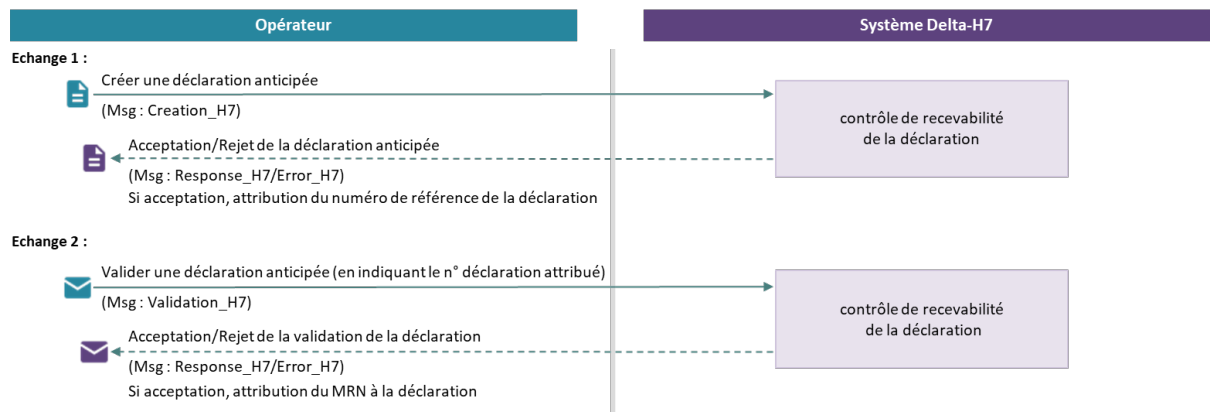 Opérateur
Système Delta-H7
Echange 1 :
Créer une déclaration anticipée
(Msg : Creation_H7)
contrôle de recevabilité
de la déclaration
Acceptation/Rejet de la déclaration anticipée
(Msg : Response_H7/Error_H7)
Si acceptation, attribution du numéro de référence de la déclaration
Echange 2 :
Valider une déclaration anticipée (en indiquant le n° déclaration attribué)
(Msg : Validation_H7)
contrôle de recevabilité
de la déclaration
Acceptation/Rejet de la validation de la déclaration
(Msg : Response_H7/Error_H7)
Si acceptation, attribution du MRN à la déclaration